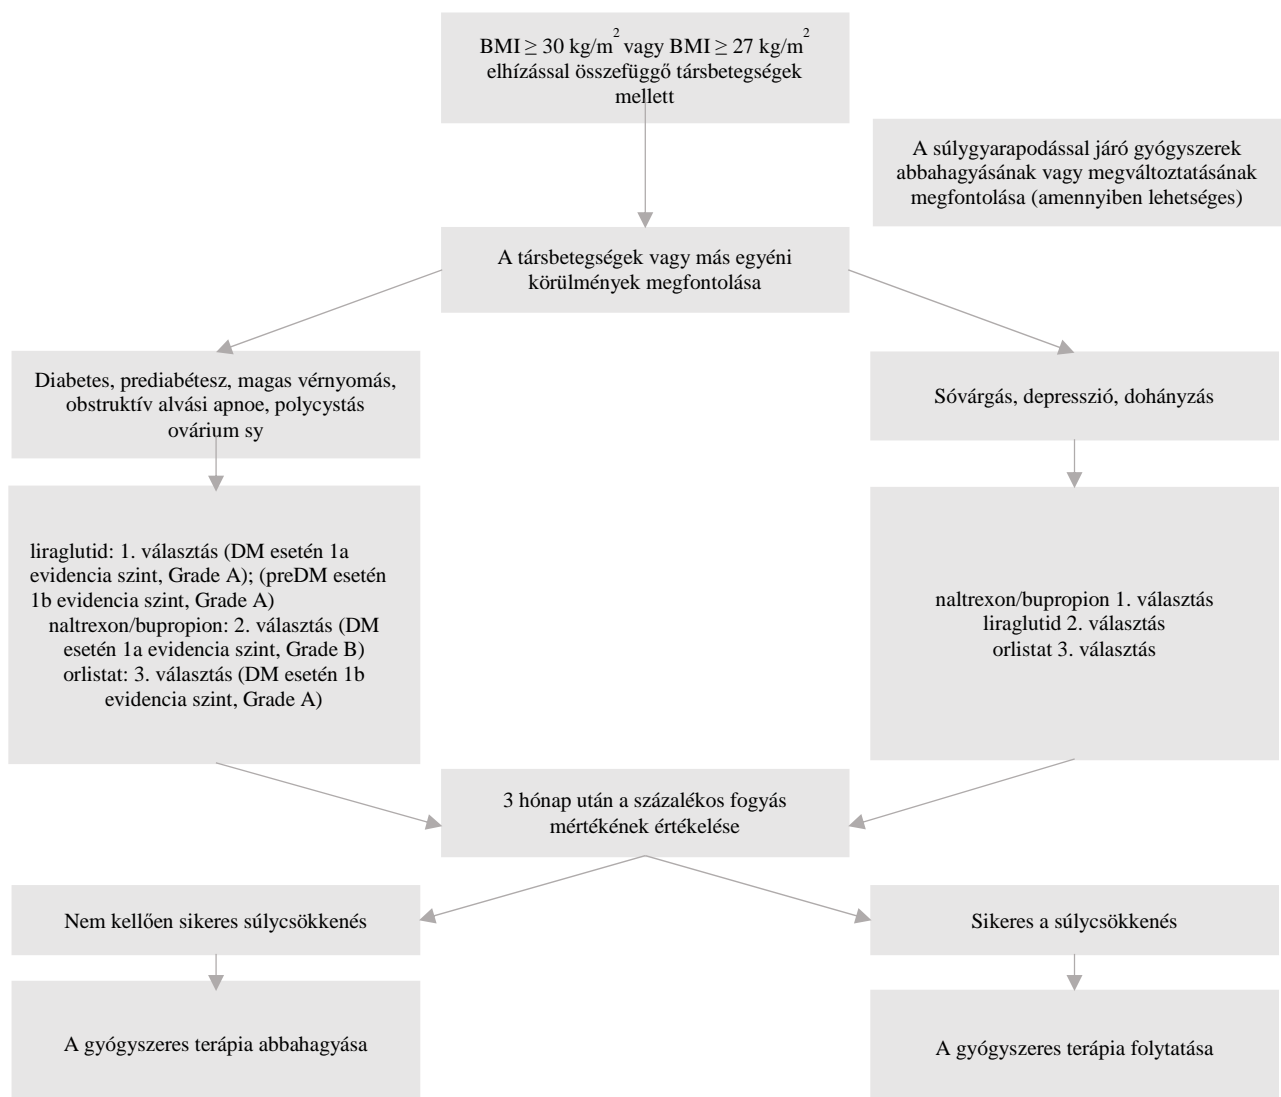 BMI ≥ 30 kg/m² vagy BMI ≥ 27 kg/m²
elhízással összefüggő társbetegségek
mellett
A súlygyarapodással járó gyógyszerek
abbahagyásának vagy megváltoztatásának
megfontolása (amennyiben lehetséges)
A társbetegségek vagy más egyéni
körülmények megfontolása
Diabetes, prediabétesz, magas vérnyomás,
obstruktív alvási apnoe, polycystás
ovárium sy
Sóvárgás, depresszió, dohányzás
liraglutid: 1. választás (DM esetén 1a
evidencia szint, Grade A); (preDM esetén
1b evidencia szint, Grade A)
naltrexon/bupropion: 2. választás (DM
esetén 1a evidencia szint, Grade B)
orlistat: 3. választás (DM esetén 1b
evidencia szint, Grade A)
naltrexon/bupropion 1. választás
liraglutid 2. választás
orlistat 3. választás
3 hónap után a százalékos fogyás
mértékének értékelése
Nem kellően sikeres súlycsökkenés
Sikeres a súlycsökkenés
A gyógyszeres terápia abbahagyása
A gyógyszeres terápia folytatása